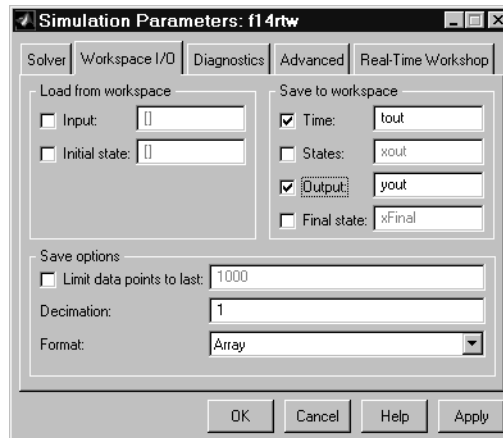 Simulation Parameters: f14rtw
Solver Workspace I/O Diagnostics Advanced Real-Time Workshop
Load from workspace
Input: []
Initial state: []
Save to workspace
Time: tout
States: xout
Output: yout
Final state: xFinal
Save options
Limit data points to last: 1000
Decimation: 1
Format: Array
OK Cancel Help Apply